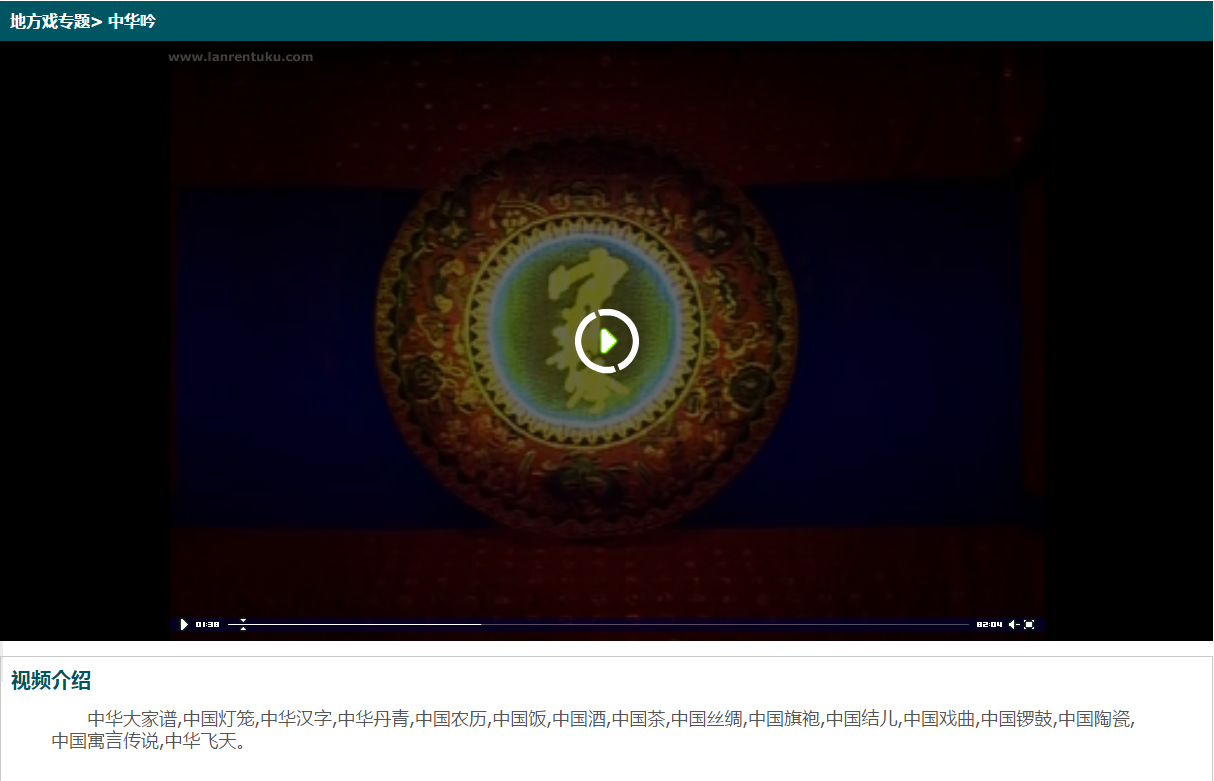 地方戏专题> 中华吟
www.lanrentuku.com
中华吟
01:38
82:04
视频介绍
中华大家谱,中国灯笼,中华汉字,中华丹青,中国农历,中国饭,中国酒,中国茶,中国丝绸,中国旗袍,中国结儿,中国戏曲,中国锣鼓,中国陶瓷,
中国寓言传说,中华飞天。